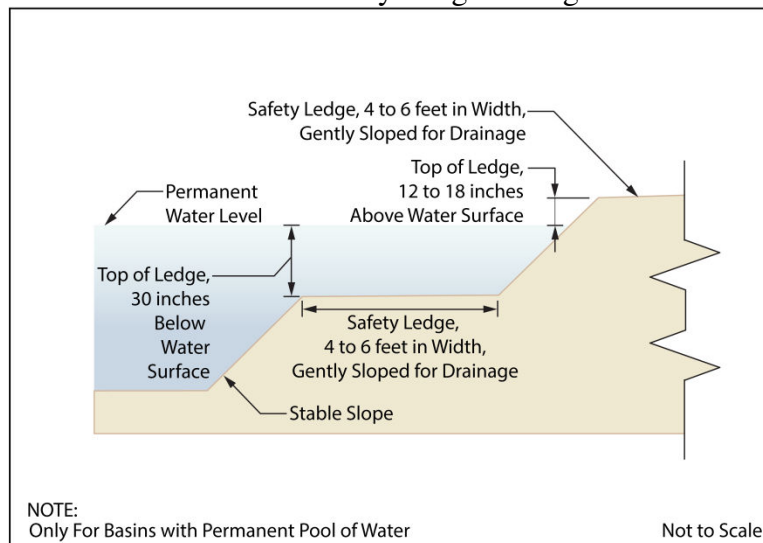 Safety Ledge, 4 to 6 feet in Width,
Gently Sloped for Drainage
Top of Ledge,
12 to 18 inches
Above Water Surface
Permanent
Water Level
Top of Ledge,
30 inches
Below
Water
Surface
Safety Ledge,
4 to 6 feet in Width,
Gently Sloped for Drainage
Stable Slope
NOTE:
Only For Basins with Permanent Pool of Water
Not to Scale